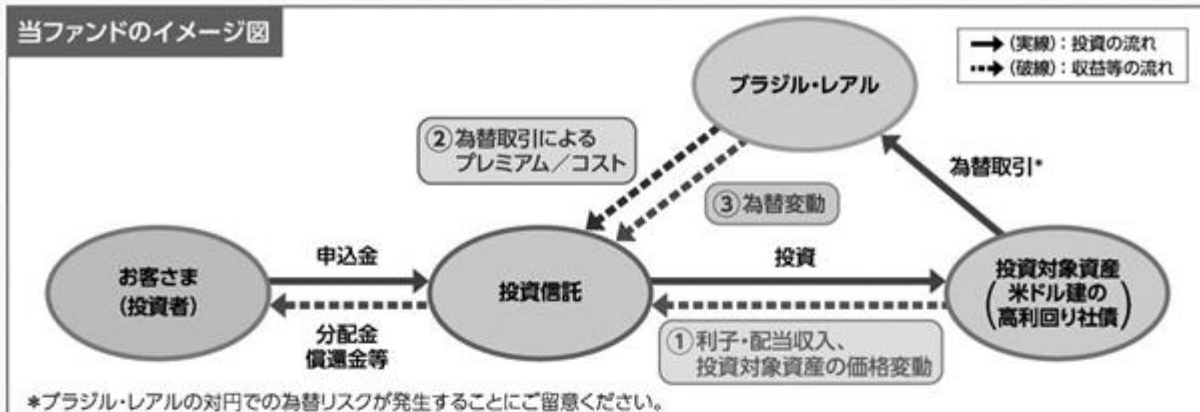 当ファンドのイメージ図
(実線):投資の流れ
(破線):収益等の流れ
ブラジル・レアル
②為替取引による
プレミアム/コスト
為替取引*
③為替変動
お客さま
(投資者)
申込金
分配金
償還金等
投資信託
投資
①利子・配当収入、
投資対象資産の価格変動
投資対象資産
(米ドル建の
高利回り社債)
*ブラジル・レアルの対円での為替リスクが発生することにご留意ください。